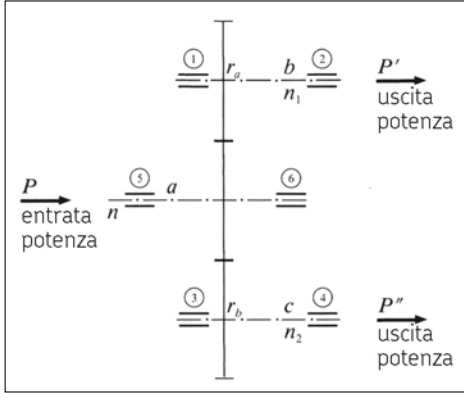 ① ②
r_a b P′
n₁ uscita
potenza
⑤ ⑥
P a
entrata n
potenza
③ ④
r_b c P″
n₂ uscita
potenza